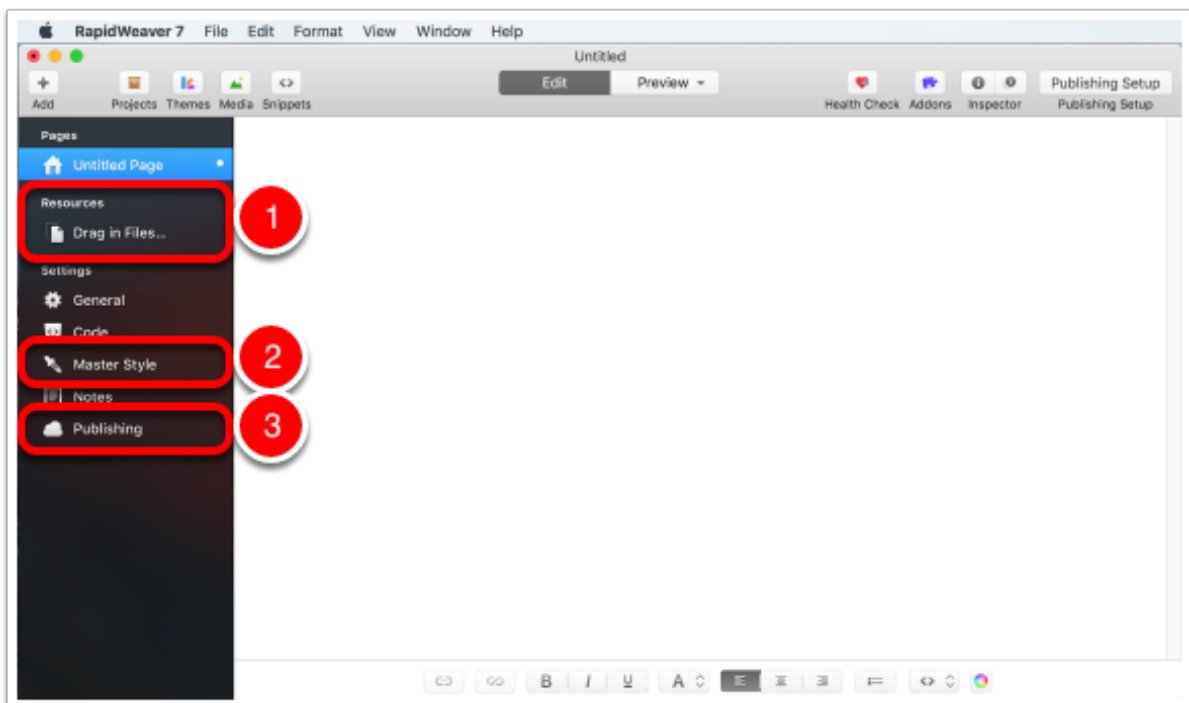 RapidWeaver 7 File Edit Format View Window Help
Untitled
Edit Preview
Publishing Setup
Add Projects Themes Media Snippets Health Check Addons Inspector Publishing Setup
Pages
Untitled Page
Resources
1
Drag in Files...
Settings
General
Code
Master Style
2
Notes
Publishing
3
B I U A